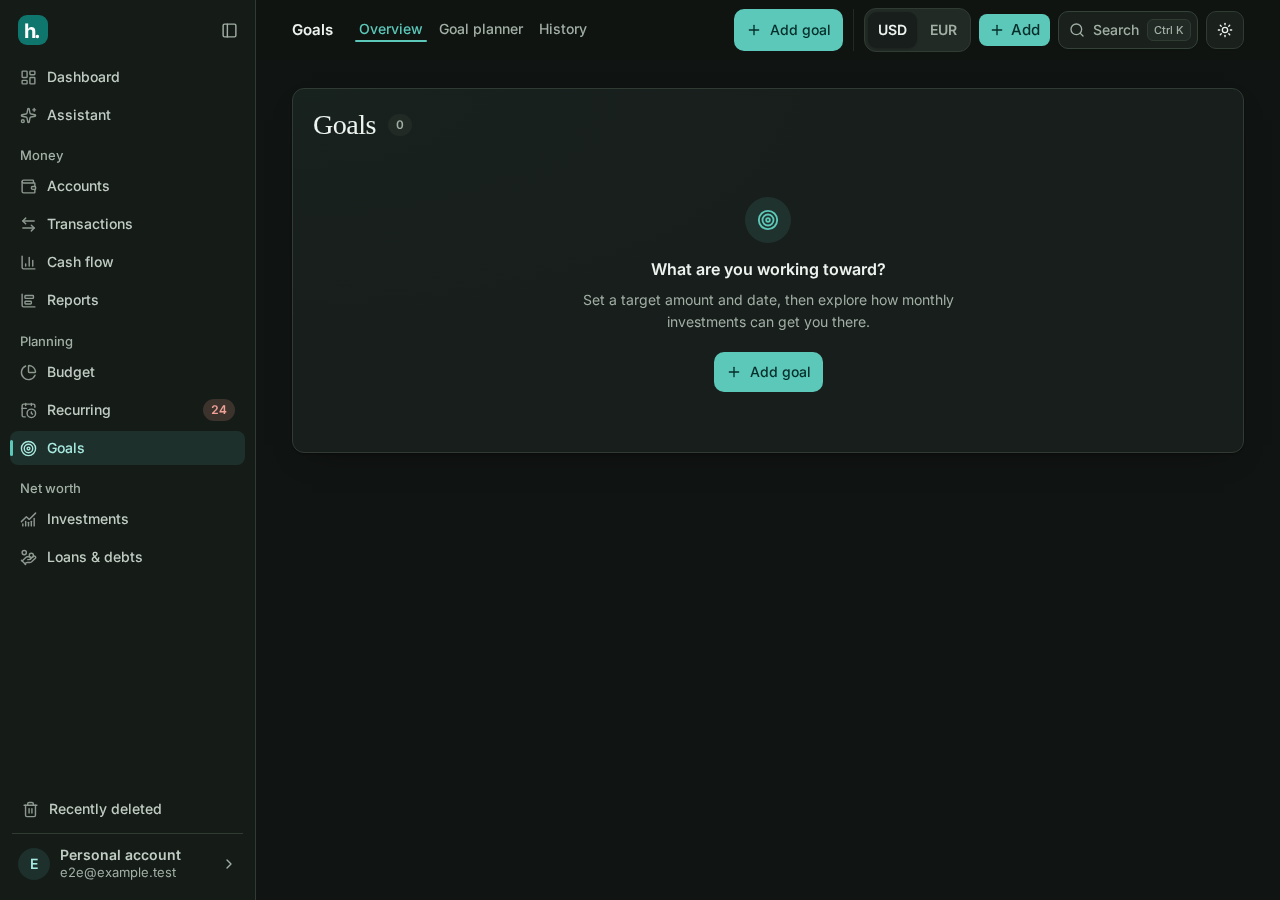 h.
Dashboard
Assistant
Money
Accounts
Transactions
Cash flow
Reports
Planning
Budget
Recurring 24
Goals
Net worth
Investments
Loans & debts
Recently deleted
E
Personal account
e2e@example.test
Goals Overview Goal planner History
Add goal
USD EUR
Add
Search Ctrl K
Goals 0
What are you working toward?
Set a target amount and date, then explore how monthly
investments can get you there.
Add goal